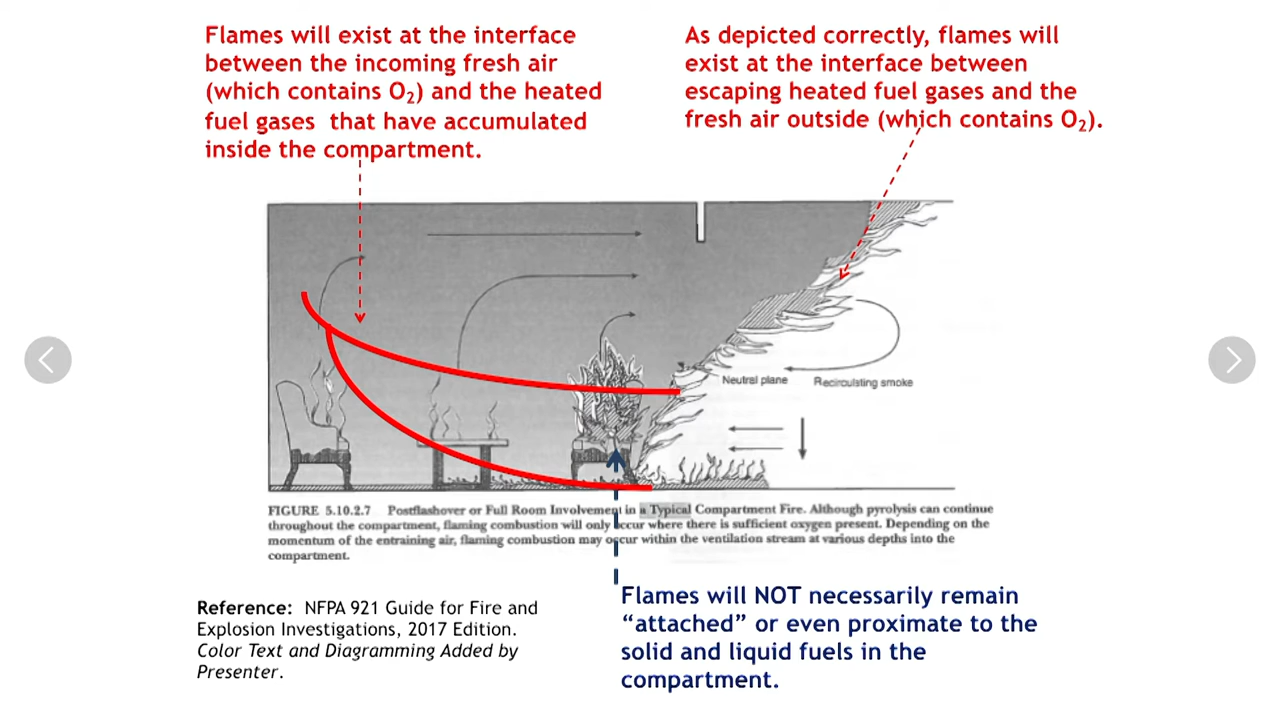 Flames will exist at the interface
between the incoming fresh air
(which contains O₂) and the heated
fuel gases  that have accumulated
inside the compartment.
As depicted correctly, flames will
exist at the interface between
escaping heated fuel gases and the
fresh air outside (which contains O₂).
Neutral plane
Recirculating smoke
FIGURE 5.10.2.7 Postflashover or Full Room Involvement in a Typical Compartment Fire. Although pyrolysis can continue
throughout the compartment, flaming combustion will only occur where there is sufficient oxygen present. Depending on the
momentum of the entraining air, flaming combustion may occur within the ventilation stream at various depths into the
compartment.
Reference:  NFPA 921 Guide for Fire and
Explosion Investigations, 2017 Edition.
Color Text and Diagramming Added by
Presenter.
Flames will NOT necessarily remain
“attached” or even proximate to the
solid and liquid fuels in the
compartment.